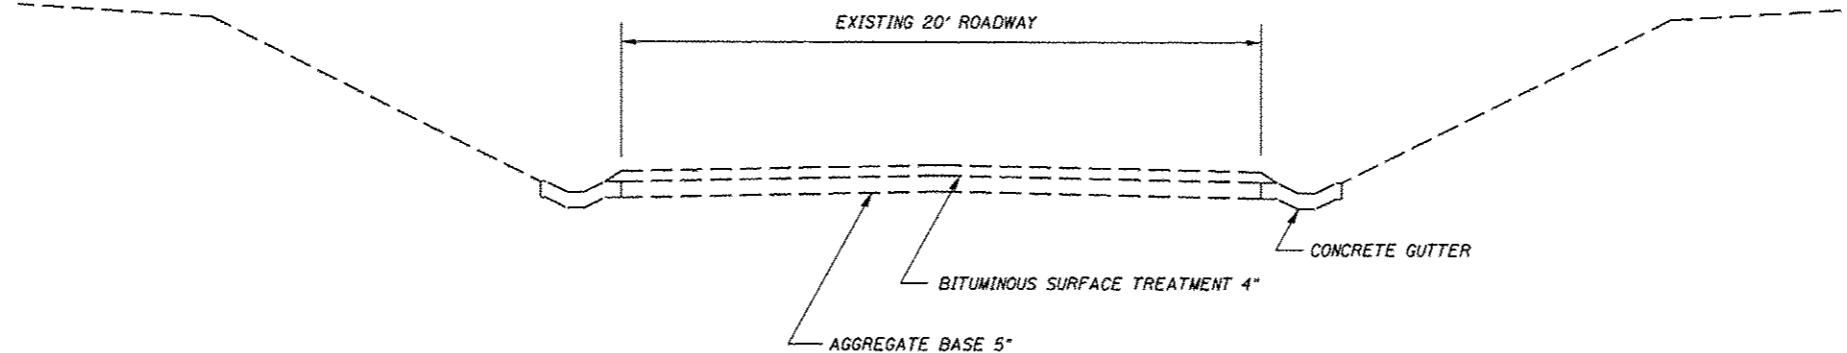 EXISTING 20' ROADWAY
CONCRETE GUTTER
BITUMINOUS SURFACE TREATMENT 4"
AGGREGATE BASE 5"